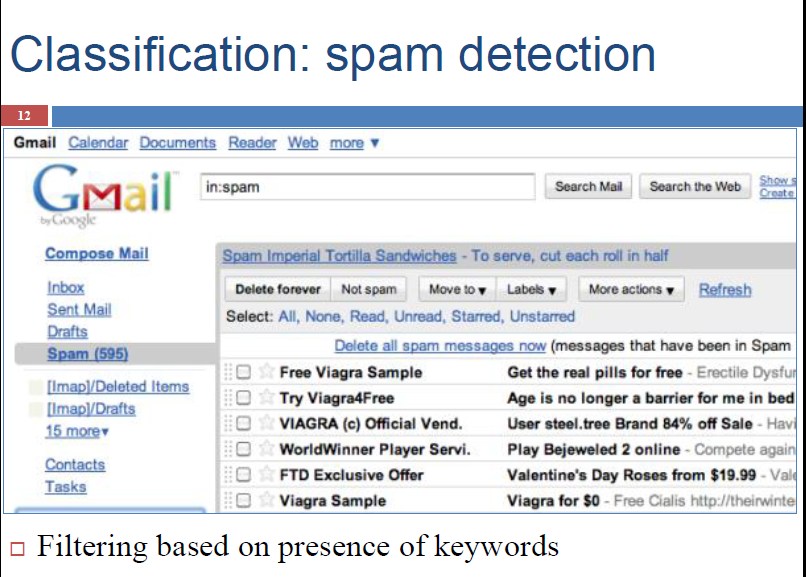 Classification: spam detection
12
Gmail Calendar Documents Reader Web more ▼
Gmail
by Google
in:spam
Search Mail
Search the Web
Show s
Create
Compose Mail
Inbox
Sent Mail
Drafts
Spam (595)
[Imap]/Deleted Items
[Imap]/Drafts
15 more▾
Contacts
Tasks
Spam Imperial Tortilla Sandwiches - To serve, cut each roll in half
Delete forever Not spam Move to ▼ Labels ▼ More actions ▼ Refresh
Select: All, None, Read, Unread, Starred, Unstarred
Delete all spam messages now (messages that have been in Spam
Free Viagra Sample Get the real pills for free - Erectile Dysfur
Try Viagra4Free Age is no longer a barrier for me in bed
VIAGRA (c) Official Vend. User steel.tree Brand 84% off Sale - Havi
WorldWinner Player Servi. Play Bejeweled 2 online - Compete again
FTD Exclusive Offer Valentine's Day Roses from $19.99 - Vale
Viagra Sample Viagra for $0 - Free Cialis http://theirwinte
Filtering based on presence of keywords